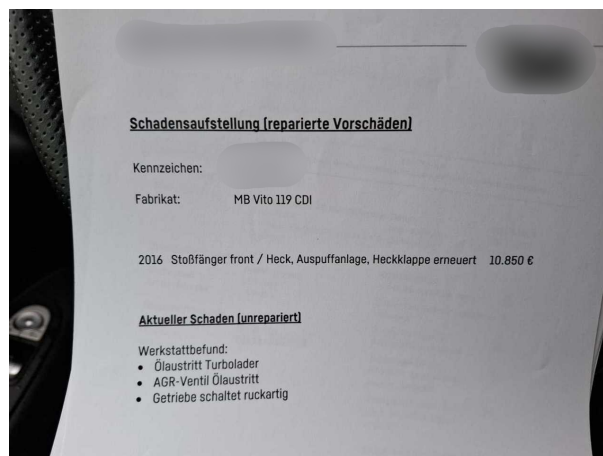 Schadensaufstellung (reparierte Vorschäden)
Kennzeichen:
Fabrikat: MB Vito 119 CDI
2016 Stoßfänger front / Heck, Auspuffanlage, Heckklappe erneuert 10.850 €
Aktueller Schaden (unrepariert)
Werkstattbefund:
• Ölaustritt Turbolader
• AGR-Ventil Ölaustritt
• Getriebe schaltet ruckartig